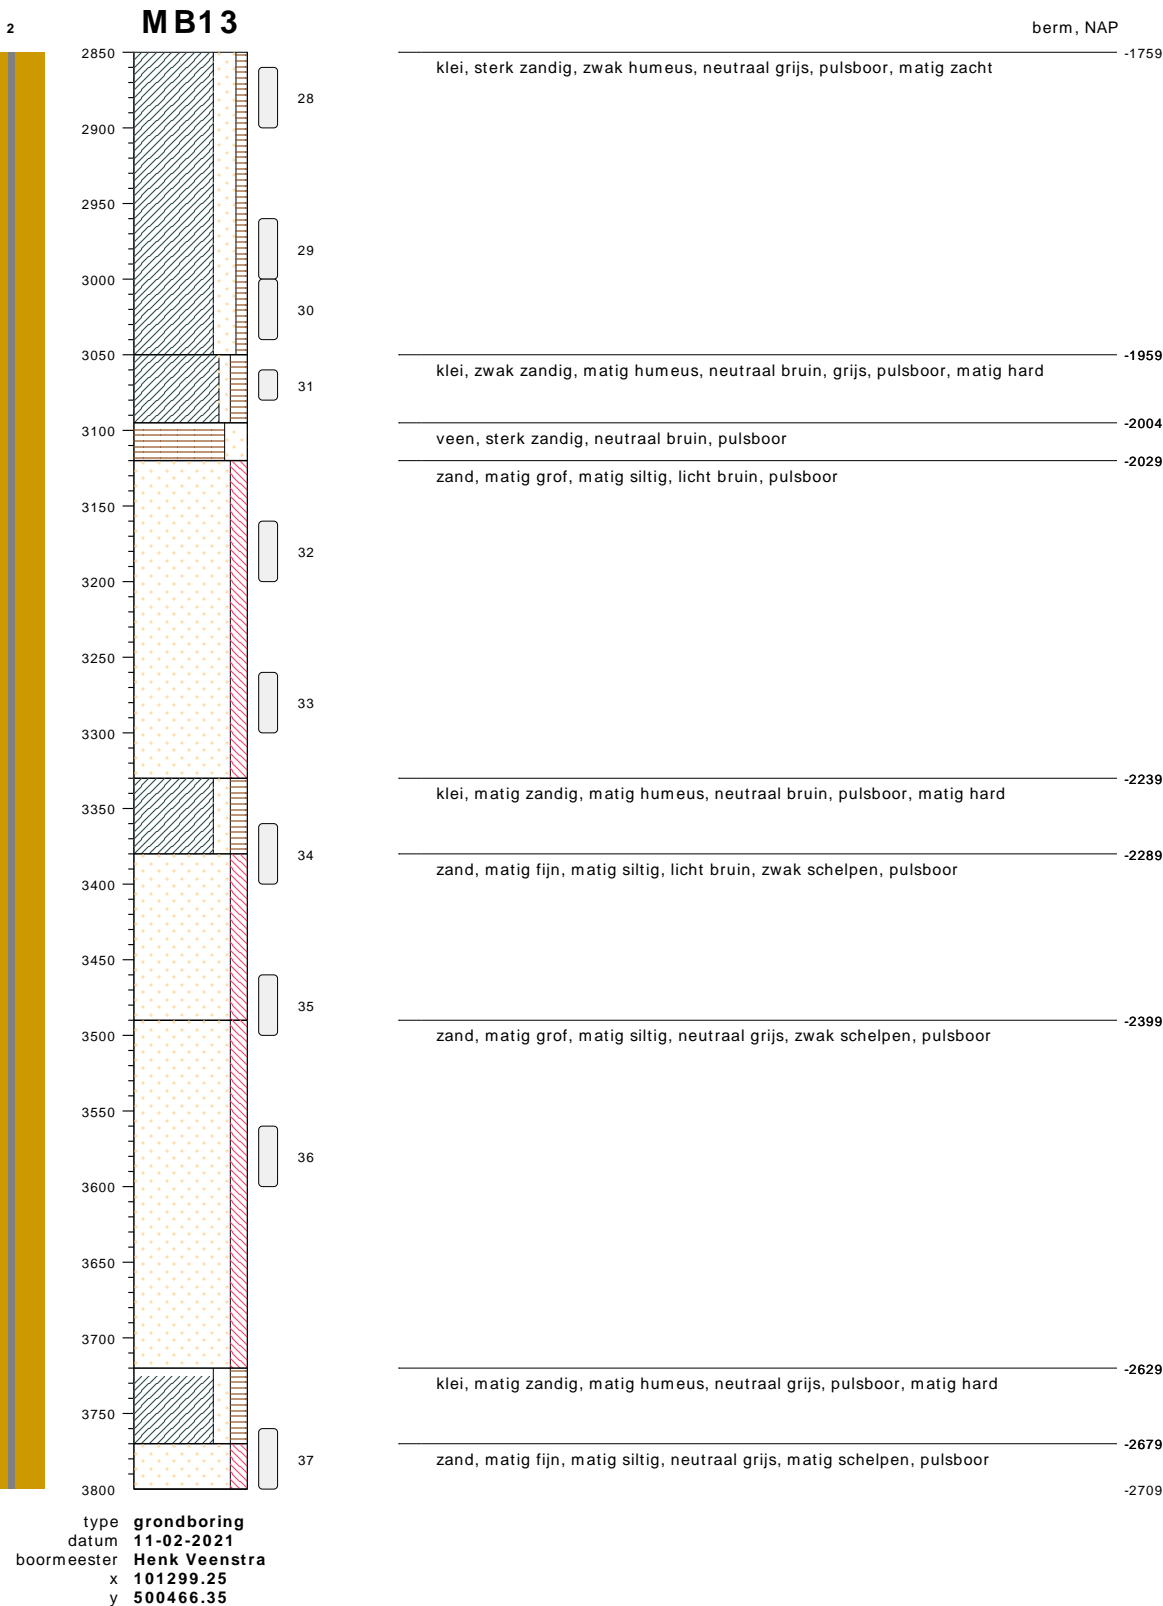 2 MB13 berm, NAP
2850 -1759
klei, sterk zandig, zwak humeus, neutraal grijs, pulsboor, matig zacht
28
2900
2950
29
3000
30
3050 -1959
klei, zwak zandig, matig humeus, neutraal bruin, grijs, pulsboor, matig hard
31
-2004
3100
veen, sterk zandig, neutraal bruin, pulsboor
-2029
zand, matig grof, matig siltig, licht bruin, pulsboor
3150
32
3200
3250
33
3300
-2239
klei, matig zandig, matig humeus, neutraal bruin, pulsboor, matig hard
3350
34 -2289
zand, matig fijn, matig siltig, licht bruin, zwak schelpen, pulsboor
3400
3450
35
-2399
3500 zand, matig grof, matig siltig, neutraal grijs, zwak schelpen, pulsboor
3550
36
3600
3650
3700
-2629
klei, matig zandig, matig humeus, neutraal grijs, pulsboor, matig hard
3750
-2679
37 zand, matig fijn, matig siltig, neutraal grijs, matig schelpen, pulsboor
3800 -2709
type grondboring
datum 11-02-2021
boormeester Henk Veenstra
x 101299.25
y 500466.35